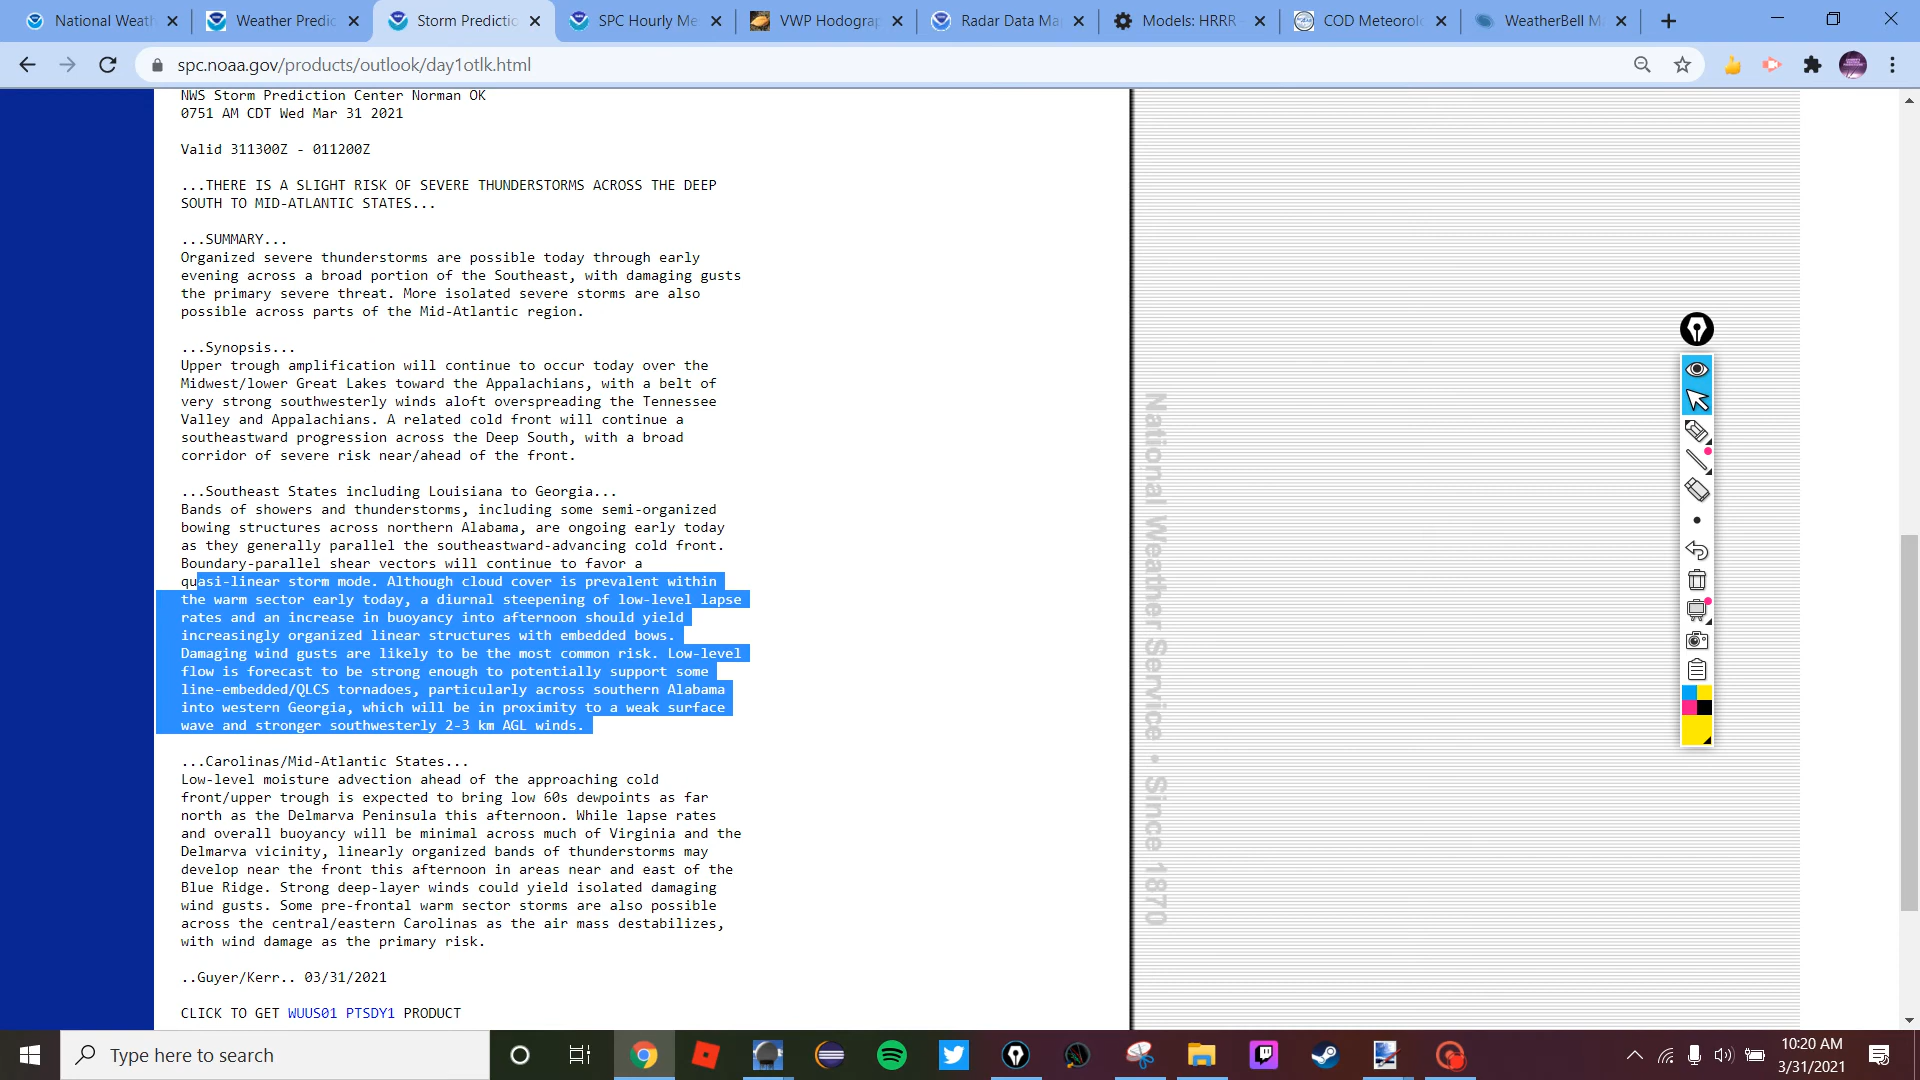 National Weath
Weather Predic
Storm Predictio
SPC Hourly Me
VWP Hodograp
Radar Data Ma
Models: HRRR
COD Meteorolo
WeatherBell M
spc.noaa.gov/products/outlook/day1otlk.html
NWS Storm Prediction Center Norman OK
0751 AM CDT Wed Mar 31 2021
Valid 311300Z - 011200Z
...THERE IS A SLIGHT RISK OF SEVERE THUNDERSTORMS ACROSS THE DEEP
SOUTH TO MID-ATLANTIC STATES...
...SUMMARY...
Organized severe thunderstorms are possible today through early
evening across a broad portion of the Southeast, with damaging gusts
the primary severe threat. More isolated severe storms are also
possible across parts of the Mid-Atlantic region.
...Synopsis...
Upper trough amplification will continue to occur today over the
Midwest/lower Great Lakes toward the Appalachians, with a belt of
very strong southwesterly winds aloft overspreading the Tennessee
Valley and Appalachians. A related cold front will continue a
southeastward progression across the Deep South, with a broad
corridor of severe risk near/ahead of the front.
...Southeast States including Louisiana to Georgia...
Bands of showers and thunderstorms, including some semi-organized
bowing structures across northern Alabama, are ongoing early today
as they generally parallel the southeastward-advancing cold front.
Boundary-parallel shear vectors will continue to favor a
quasi-linear storm mode. Although cloud cover is prevalent within
the warm sector early today, a diurnal steepening of low-level lapse
rates and an increase in buoyancy into afternoon should yield
increasingly organized linear structures with embedded bows.
Damaging wind gusts are likely to be the most common risk. Low-level
flow is forecast to be strong enough to potentially support some
line-embedded/QLCS tornadoes, particularly across southern Alabama
into western Georgia, which will be in proximity to a weak surface
wave and stronger southwesterly 2-3 km AGL winds.
...Carolinas/Mid-Atlantic States...
Low-level moisture advection ahead of the approaching cold
front/upper trough is expected to bring low 60s dewpoints as far
north as the Delmarva Peninsula this afternoon. While lapse rates
and overall buoyancy will be minimal across much of Virginia and the
Delmarva vicinity, linearly organized bands of thunderstorms may
develop near the front this afternoon in areas near and east of the
Blue Ridge. Strong deep-layer winds could yield isolated damaging
wind gusts. Some pre-frontal warm sector storms are also possible
across the central/eastern Carolinas as the air mass destabilizes,
with wind damage as the primary risk.
..Guyer/Kerr.. 03/31/2021
CLICK TO GET WUUS01 PTSDY1 PRODUCT
National Weather Service • Since 1870
Type here to search
10:20 AM
3/31/2021